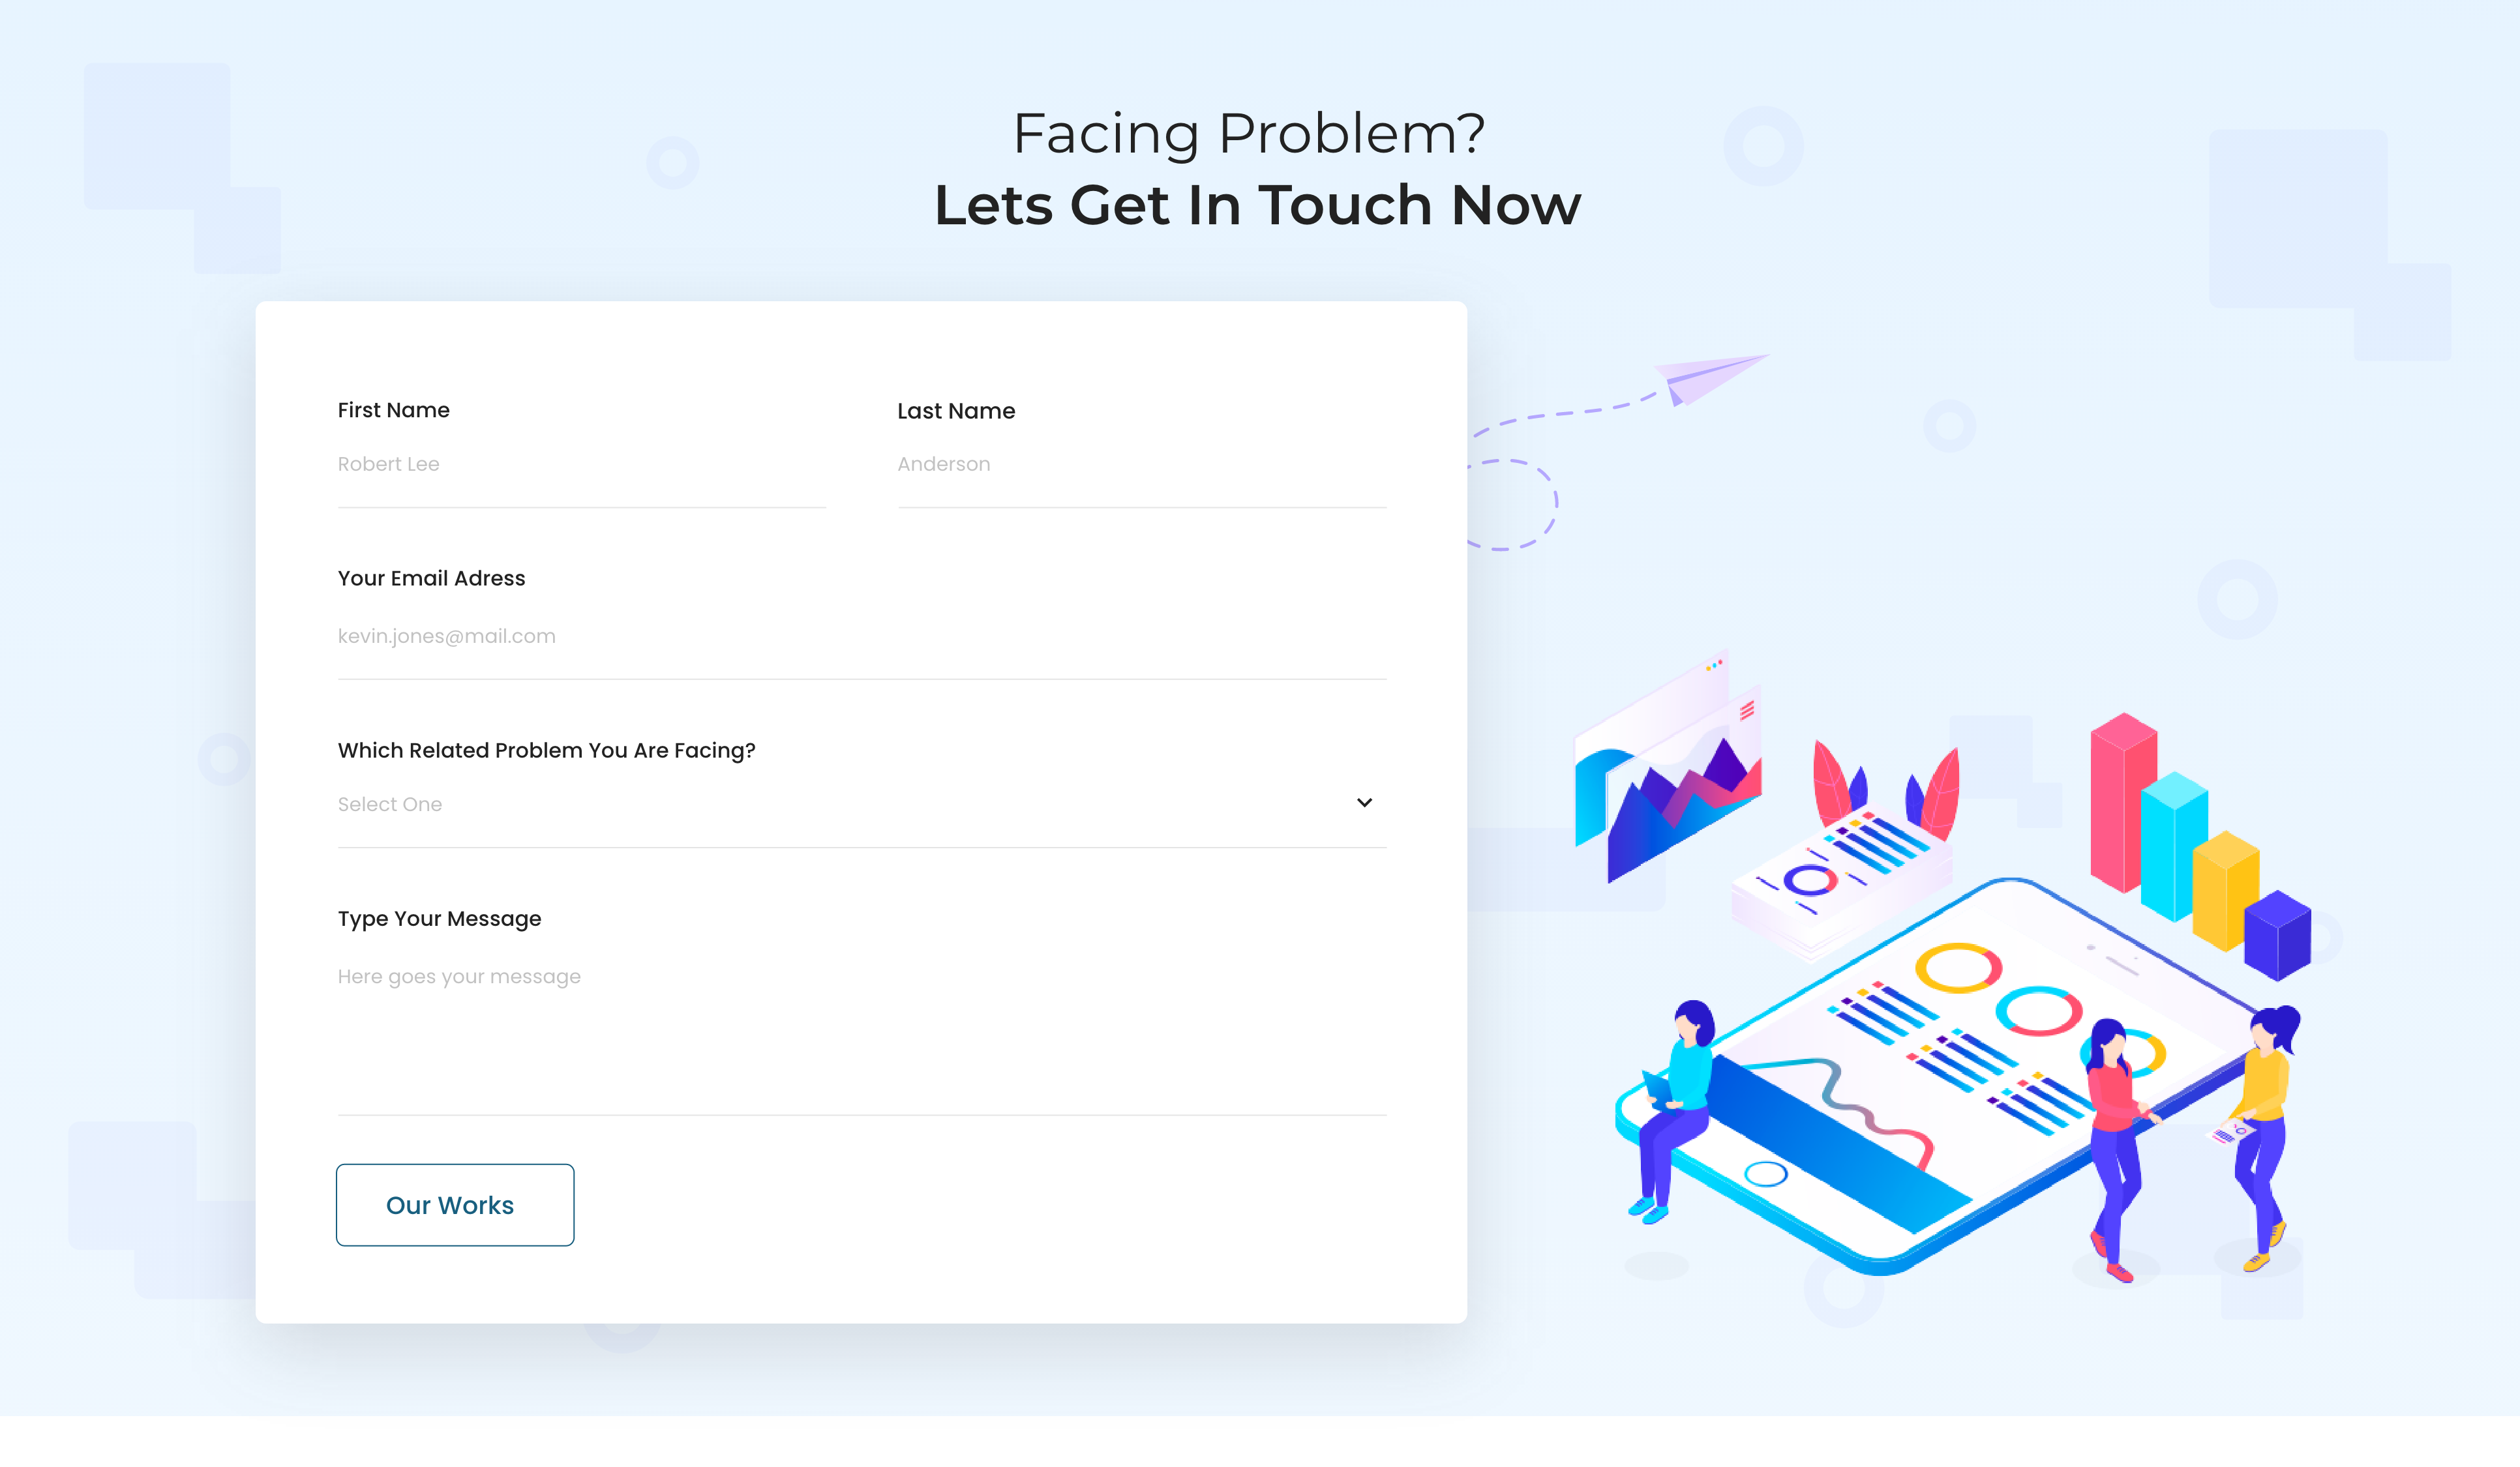 Facing Problem?
Lets Get In Touch Now
First Name
Last Name
Robert Lee
Anderson
Your Email Adress
kevin.jones@mail.com
Which Related Problem You Are Facing?
Select One
Type Your Message
Here goes your message
Our Works